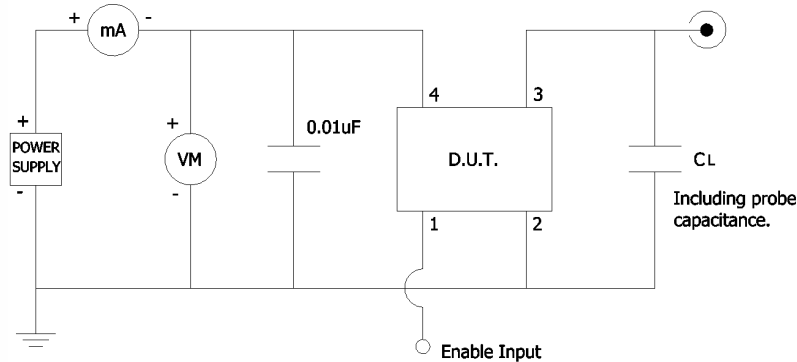 + mA -
4
3
+
POWER
SUPPLY
-
+
VM
-
0.01uF
D.U.T.
CL
Including probe
capacitance.
1
2
Enable Input